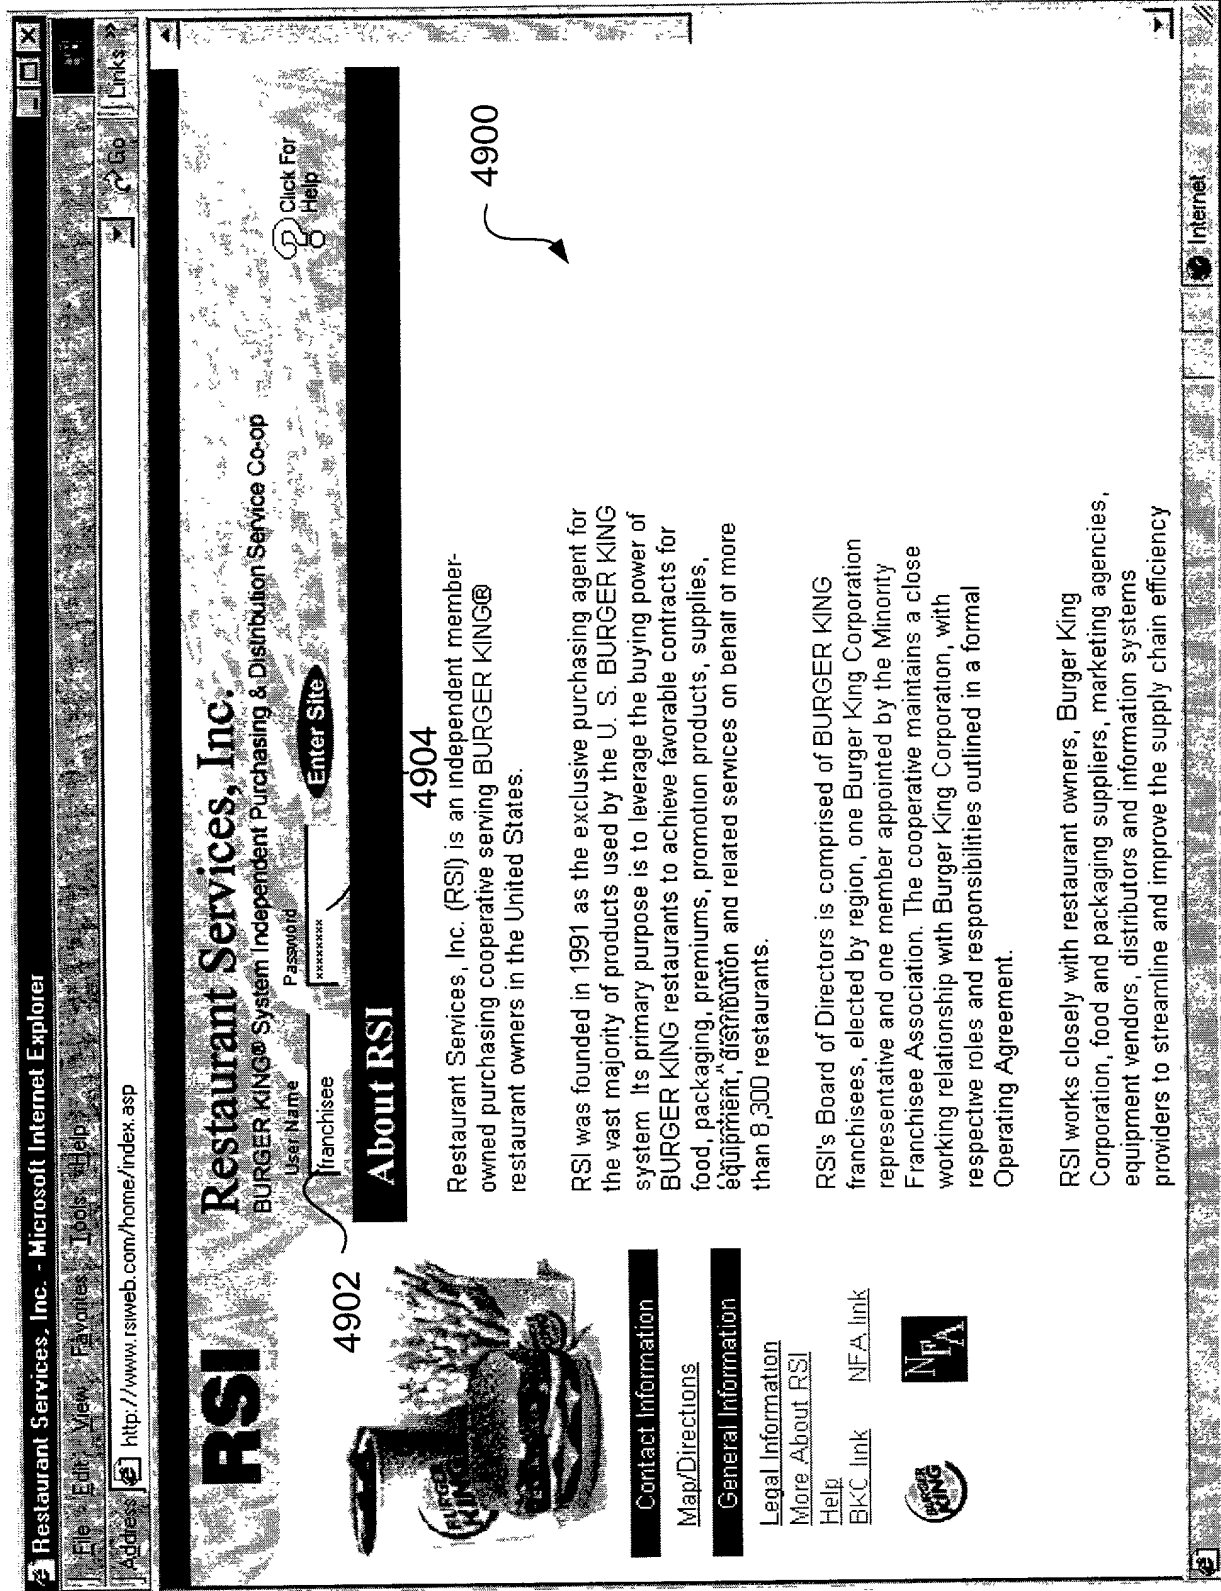 Restaurant Services, Inc. - Microsoft Internet Explorer
File Edit View Favorites Tools Help
Address http://www.rsiweb.com/home/index.asp Go Links »
RSI
Restaurant Services, Inc.
BURGER KING® System Independent Purchasing & Distribution Service Co-op
User Name Password
franchisee xxxxxxxx Enter Site
? Click For Help
4902
4904
4900
About RSI
BURGER KING
Contact Information
Map/Directions
General Information
Legal Information
More About RSI
Help
BKC link NFA link
BURGER KING NFA
Restaurant Services, Inc. (RSI) is an independent member-
owned purchasing cooperative serving BURGER KING®
restaurant owners in the United States.
RSI was founded in 1991 as the exclusive purchasing agent for
the vast majority of products used by the U. S. BURGER KING
system Its primary purpose is to leverage the buying power of
BURGER KING restaurants to achieve favorable contracts for
food, packaging, premiums, promotion products, supplies,
equipment, distribution and related services on behalf of more
than 8,300 restaurants.
RSI's Board of Directors is comprised of BURGER KING
franchisees, elected by region, one Burger King Corporation
representative and one member appointed by the Minority
Franchisee Association. The cooperative maintains a close
working relationship with Burger King Corporation, with
respective roles and responsibilities outlined in a formal
Operating Agreement.
RSI works closely with restaurant owners, Burger King
Corporation, food and packaging suppliers, marketing agencies,
equipment vendors, distributors and information systems
providers to streamline and improve the supply chain efficiency
Internet